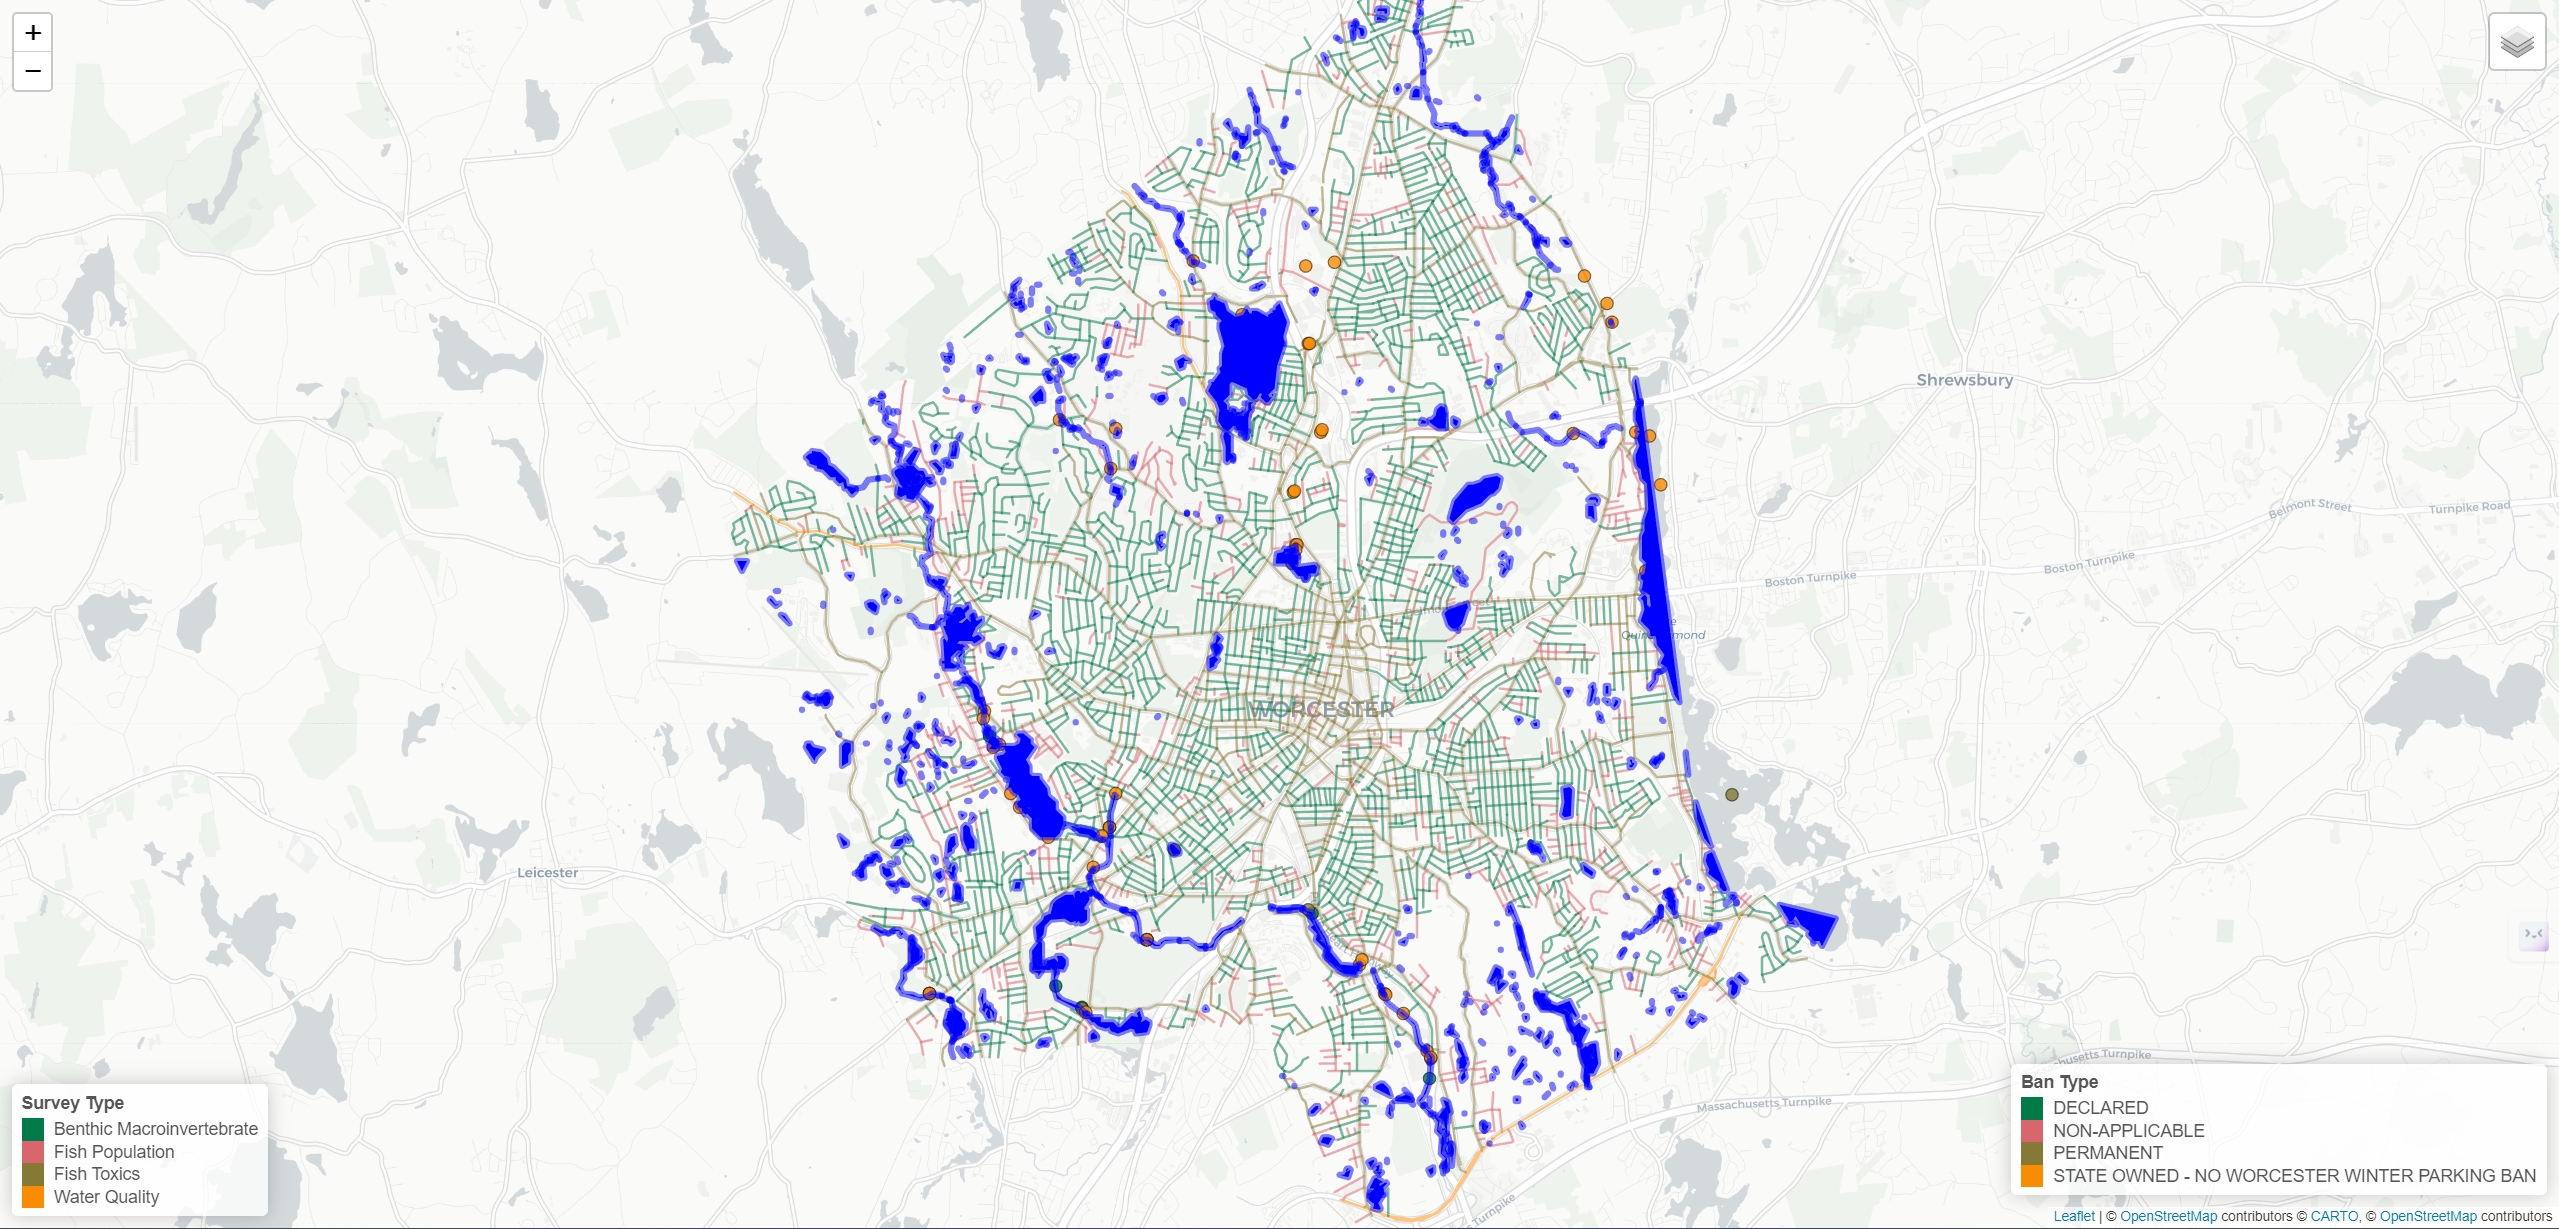 +
−
Shrewsbury
Belmont Street
Turnpike Road
Boston Turnpike
Boston Turnpike
WORCESTER
Leicester
Massachusetts Turnpike
Turnpike
Survey Type
Benthic Macroinvertebrate
Fish Population
Fish Toxics
Water Quality
Ban Type
DECLARED
NON-APPLICABLE
PERMANENT
STATE OWNED - NO WORCESTER WINTER PARKING BAN
Leaflet | © OpenStreetMap contributors © CARTO, © OpenStreetMap contributors